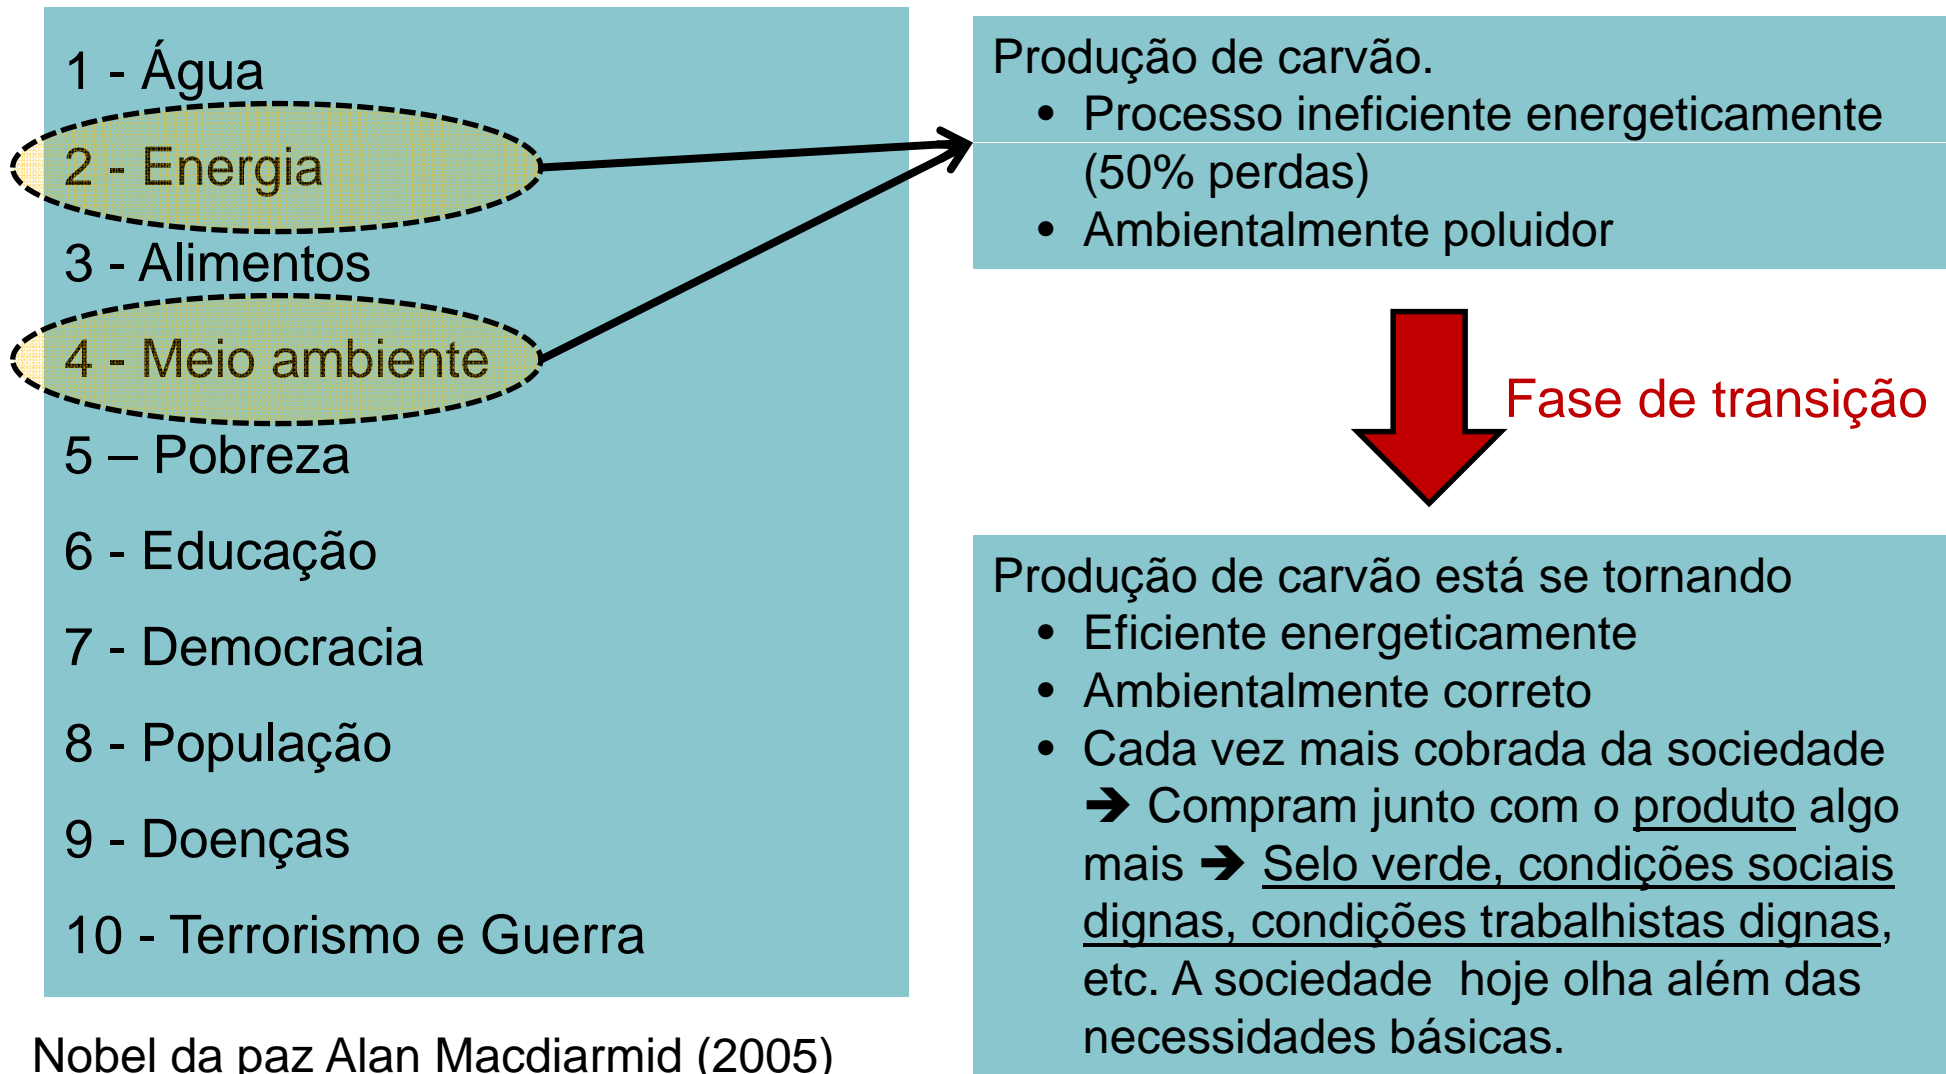 1 - Água
2 - Energia
3 - Alimentos
4 - Meio ambiente
5 – Pobreza
6 - Educação
7 - Democracia
8 - População
9 - Doenças
10 - Terrorismo e Guerra
Nobel da paz Alan Macdiarmid (2005)
Produção de carvão.
• Processo ineficiente energeticamente
(50% perdas)
• Ambientalmente poluidor
Fase de transição
Produção de carvão está se tornando
• Eficiente energeticamente
• Ambientalmente correto
• Cada vez mais cobrada da sociedade
➔ Compram junto com o produto algo
mais ➔ Selo verde, condições sociais
dignas, condições trabalhistas dignas,
etc. A sociedade hoje olha além das
necessidades básicas.